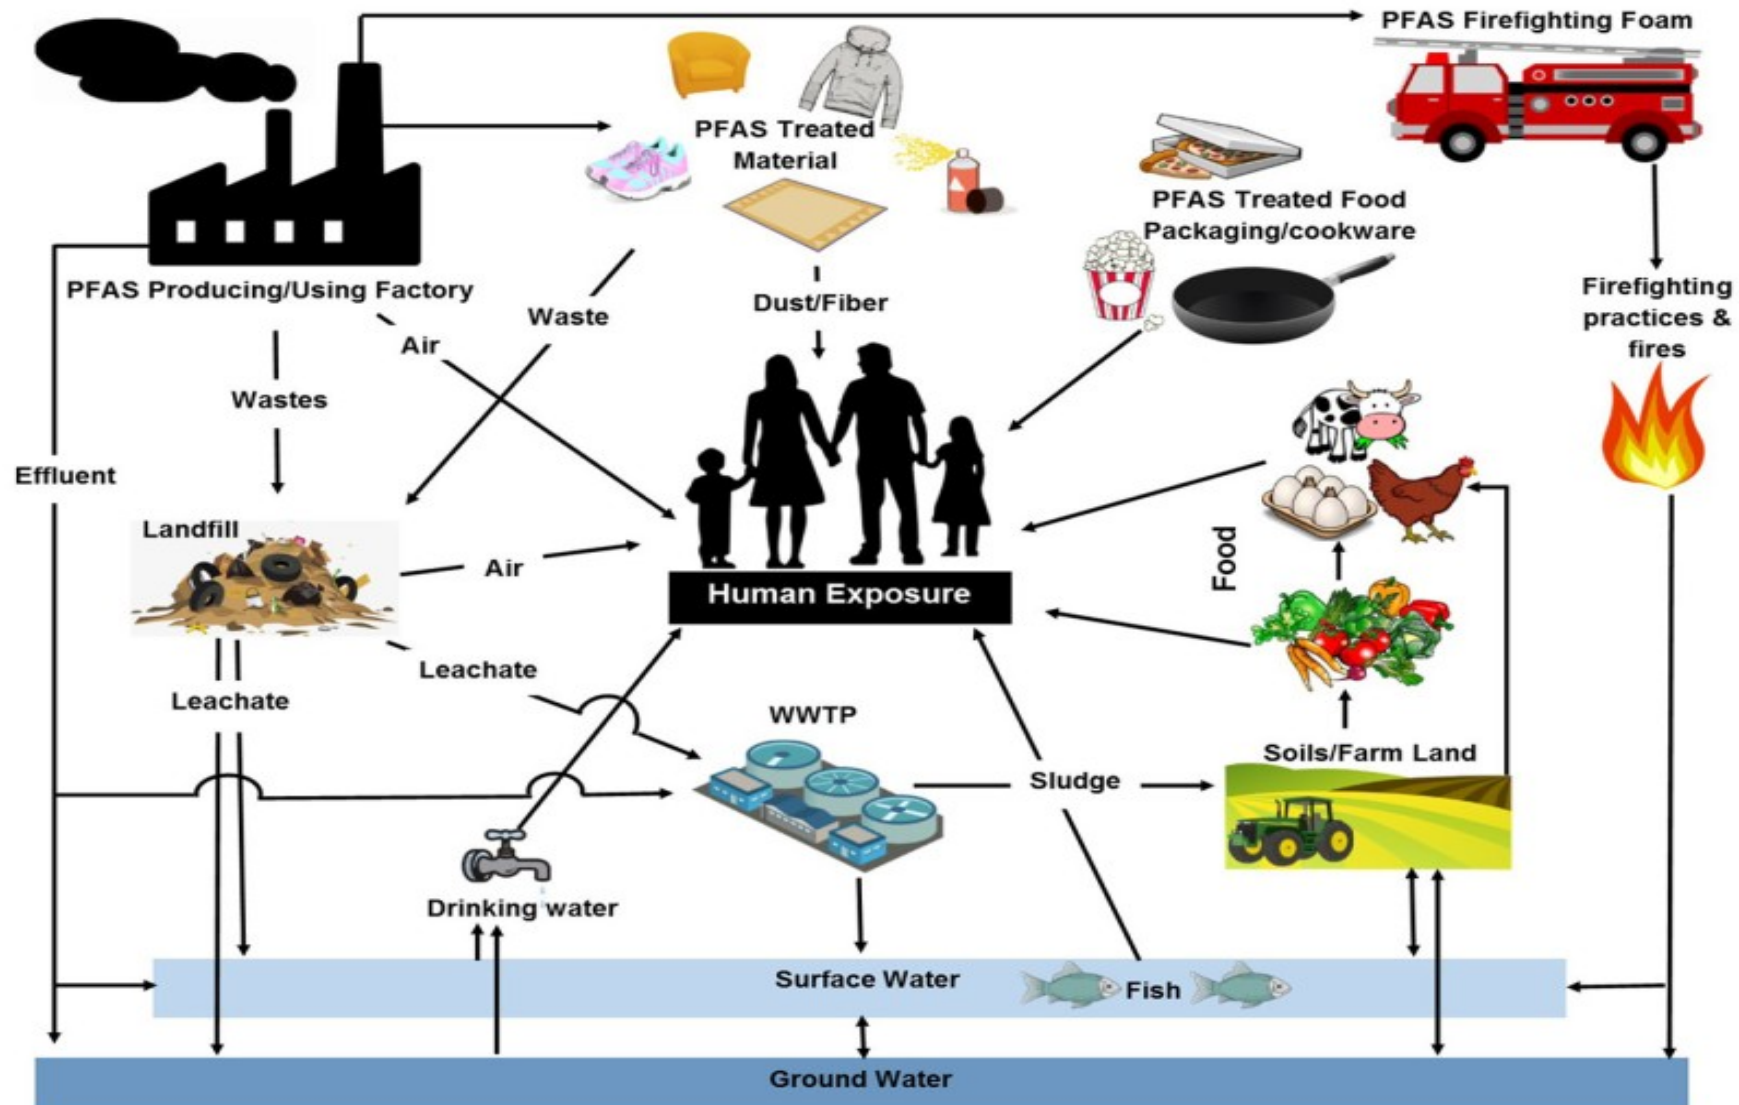 PFAS Firefighting Foam
PFAS Treated
Material
PFAS Treated Food
Packaging/cookware
PFAS Producing/Using Factory
Firefighting
practices &
fires
Dust/Fiber
Waste
Air
Wastes
Effluent
Landfill
Food
Air
Human Exposure
Leachate
Leachate
WWTP
Soils/Farm Land
Sludge
Drinking water
Surface Water
Fish
Ground Water